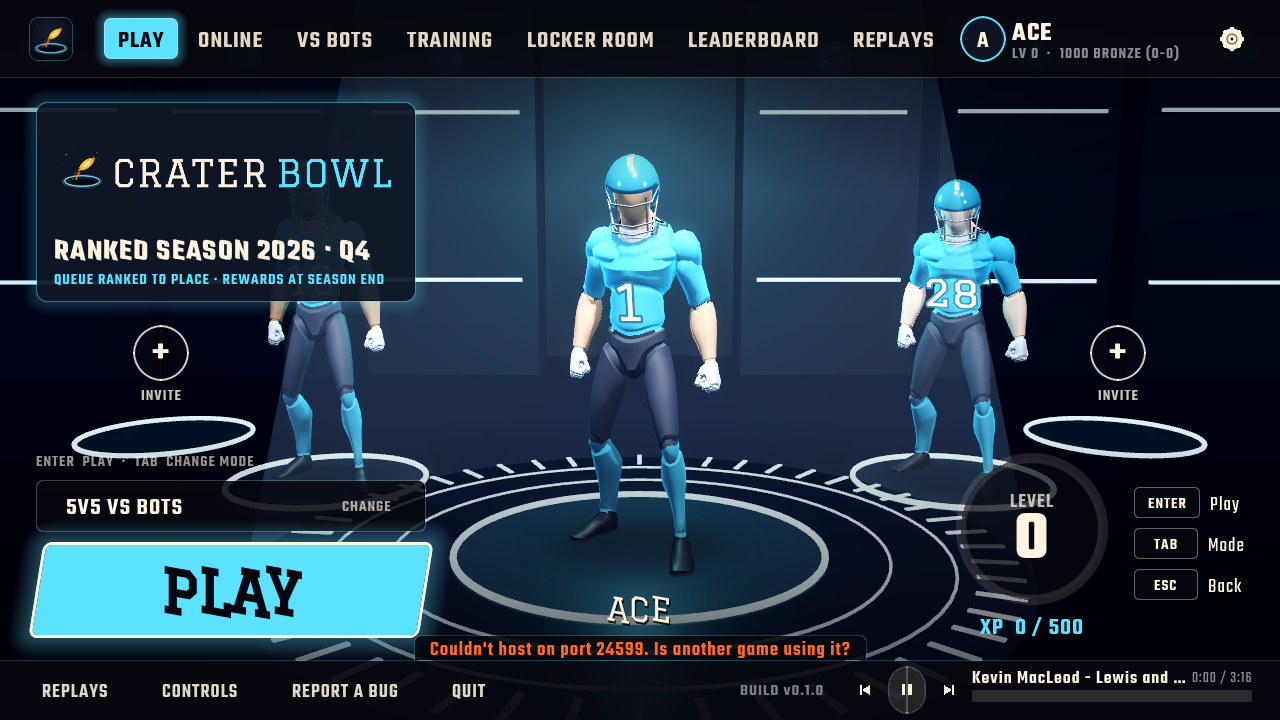 PLAY
ONLINE
VS BOTS
TRAINING
LOCKER ROOM
LEADERBOARD
REPLAYS
A
ACE
LV 0 · 1000 BRONZE (0-0)
CRATER BOWL
RANKED SEASON 2026 · Q4
QUEUE RANKED TO PLACE · REWARDS AT SEASON END
1
28
+
INVITE
+
INVITE
ENTER PLAY · TAB CHANGE MODE
5V5 VS BOTS
CHANGE
PLAY
ACE
LEVEL
0
XP 0 / 500
ENTER Play
TAB Mode
ESC Back
Couldn't host on port 24599. Is another game using it?
REPLAYS
CONTROLS
REPORT A BUG
QUIT
BUILD v0.1.0
Kevin MacLeod - Lewis and ... 0:00 / 3:16